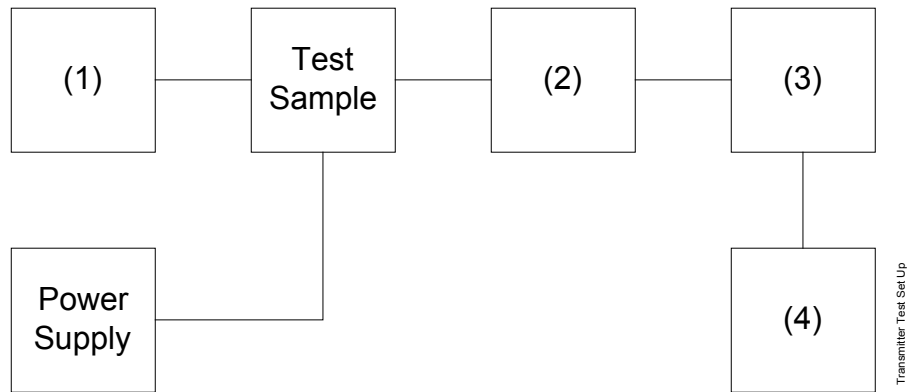 (1)
Test
Sample
(2)
(3)
Power
Supply
(4)
Transmitter Test Set Up